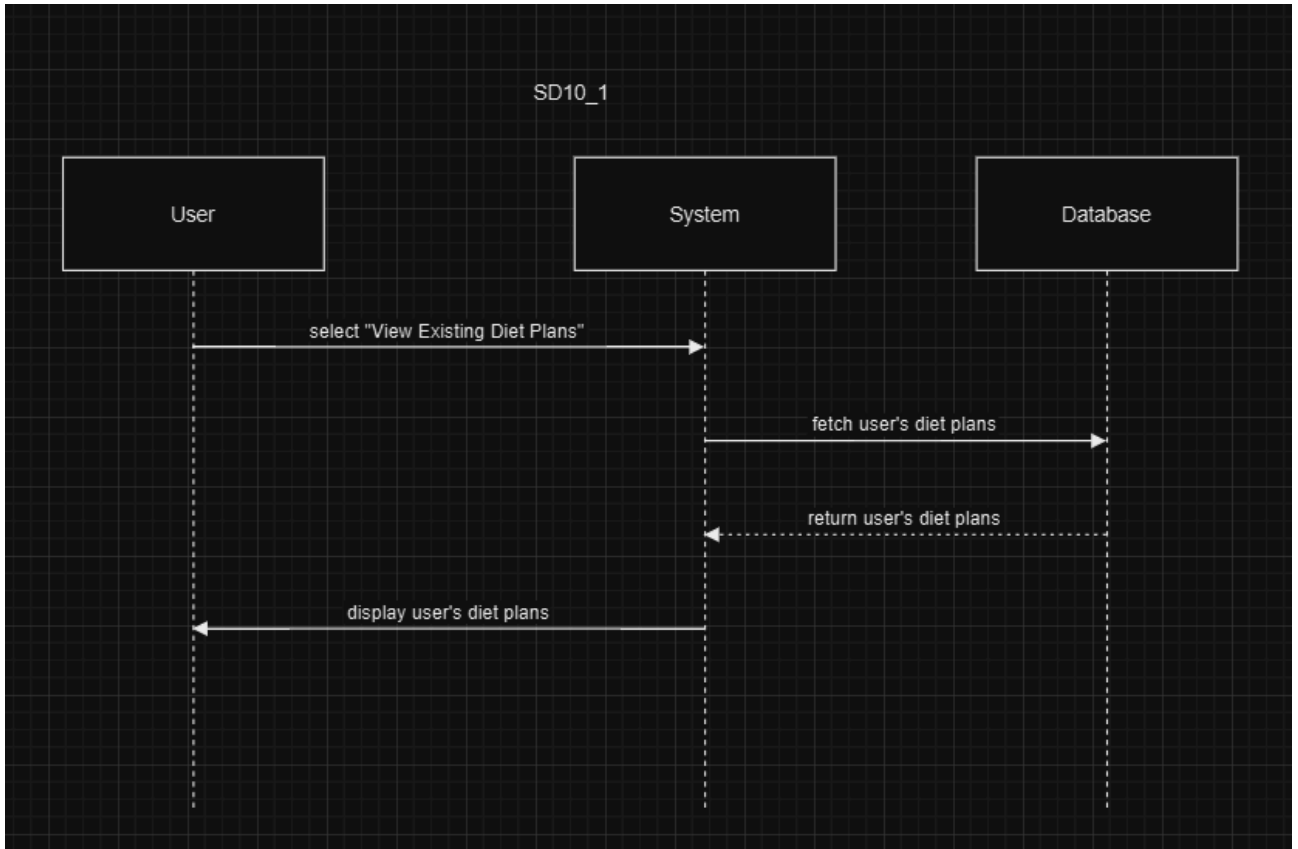 SD10_1
User
System
Database
select "View Existing Diet Plans"
fetch user's diet plans
return user's diet plans
display user's diet plans